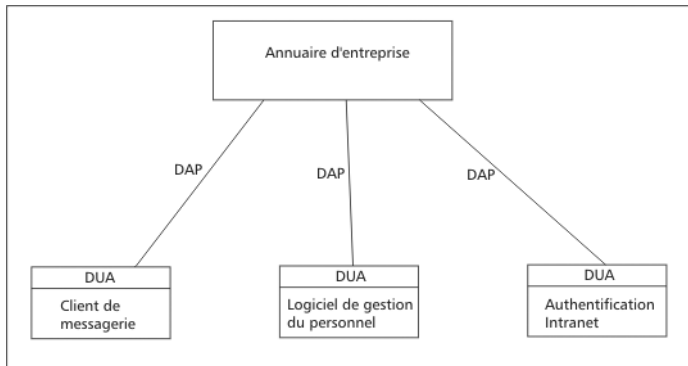 Annuaire d'entreprise
DAP
DAP
DAP
DUA
Client de
messagerie
DUA
Logiciel de gestion
du personnel
DUA
Authentification
Intranet